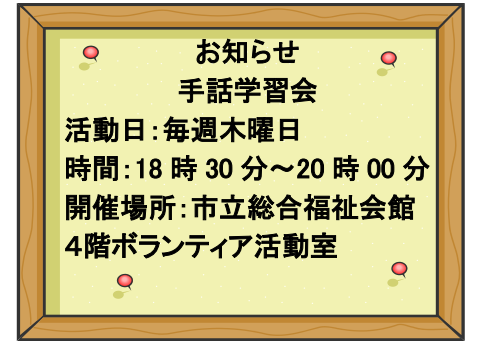 お知らせ
手話学習会
活動日：毎週木曜日
時間：18 時 30 分～20 時 00 分
開催場所：市立総合福祉会館
４階ボランティア活動室